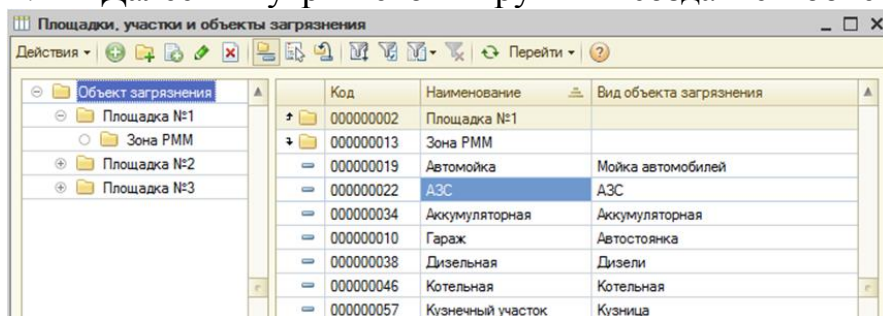 Площадки, участки и объекты загрязнения
Действия Перейти
Объект загрязнения
Площадка №1
Зона РММ
Площадка №2
Площадка №3
Код Наименование Вид объекта загрязнения
000000002 Площадка №1
000000013 Зона РММ
000000019 Автомойка Мойка автомобилей
000000022 АЗС АЗС
000000034 Аккумуляторная Аккумуляторная
000000010 Гараж Автостоянка
000000038 Дизельная Дизели
000000046 Котельная Котельная
000000057 Кузнечный участок Кузница